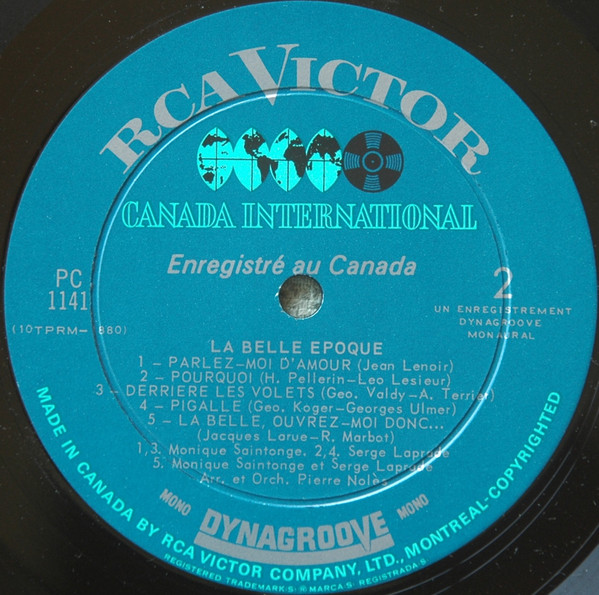 RCA VICTOR
CANADA INTERNATIONAL
Enregistré au Canada
PC
1141
(10TPRM- 880)
2
UN ENREGISTREMENT
DYNAGROOVE
MONAURAL
LA BELLE EPOQUE
1 - PARLEZ-MOI D'AMOUR (Jean Lenoir)
2 - POURQUOI (H. Pellerin-Leo Lesieur)
3 - DERRIERE LES VOLETS (Geo. Valdy-A. Terrier)
4 - PIGALLE (Geo. Koger-Georges Ulmer)
5 - LA BELLE, OUVREZ-MOI DONC...
(Jacques Larue-R. Marbot)
1,3. Monique Saintonge. 2,4. Serge Laprade
5. Monique Saintonge et Serge Laprade
Arr. et Orch. Pierre Nolès
MONO
DYNAGROOVE
MONO
MADE IN CANADA BY RCA VICTOR COMPANY, LTD., MONTREAL-COPYRIGHTED
REGISTERED TRADEMARK·S·® MARCA·S· REGISTRADA·S